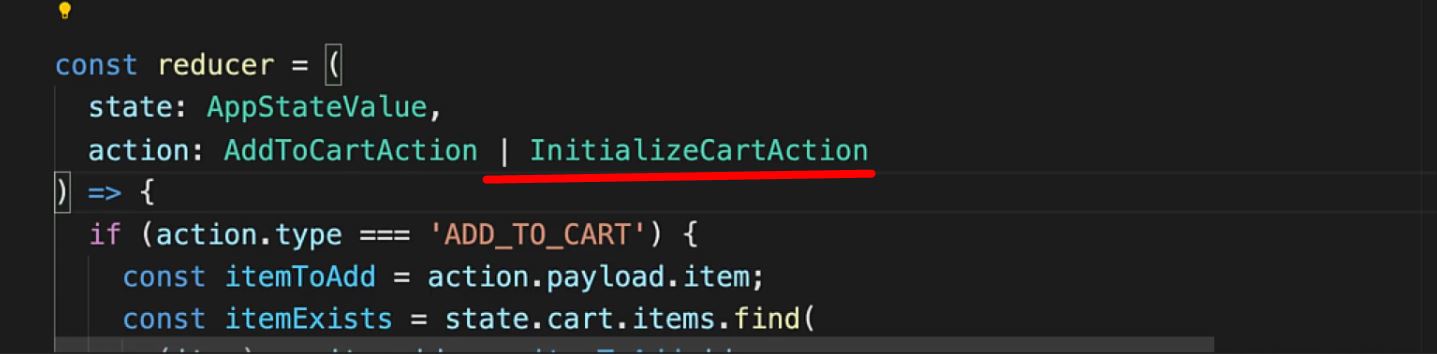 const reducer = (
state: AppStateValue,
action: AddToCartAction | InitializeCartAction
) => {
if (action.type === 'ADD_TO_CART') {
const itemToAdd = action.payload.item;
const itemExists = state.cart.items.find(